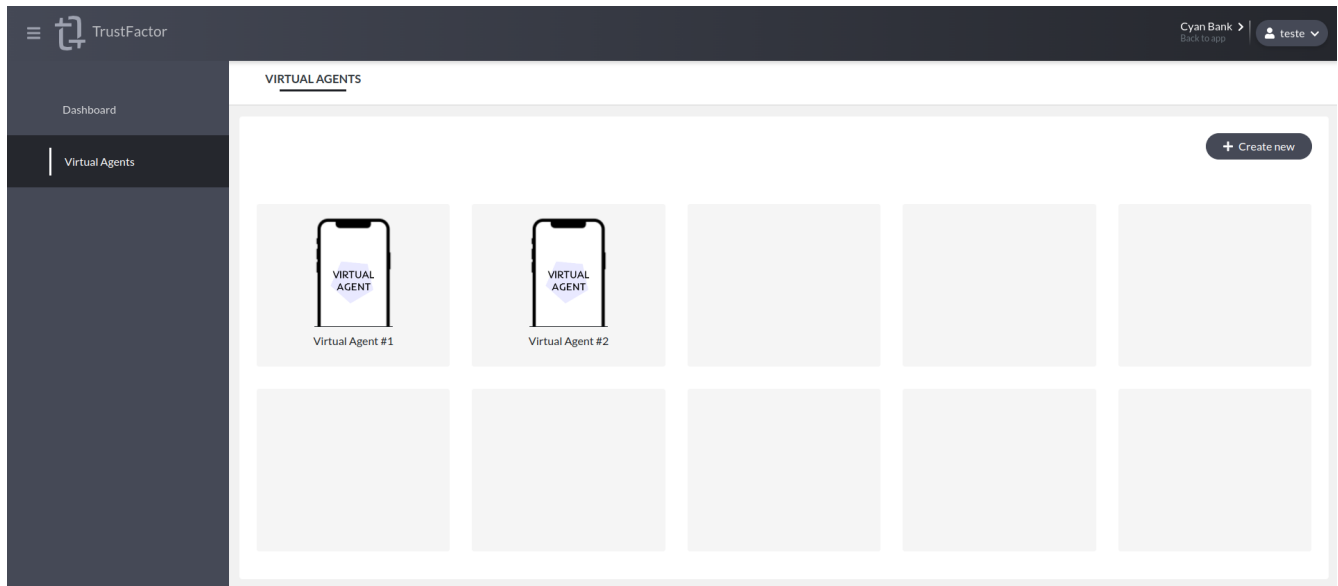 TrustFactor
Cyan Bank
Back to app
teste
Dashboard
Virtual Agents
VIRTUAL AGENTS
Create new
VIRTUAL
AGENT
Virtual Agent #1
VIRTUAL
AGENT
Virtual Agent #2